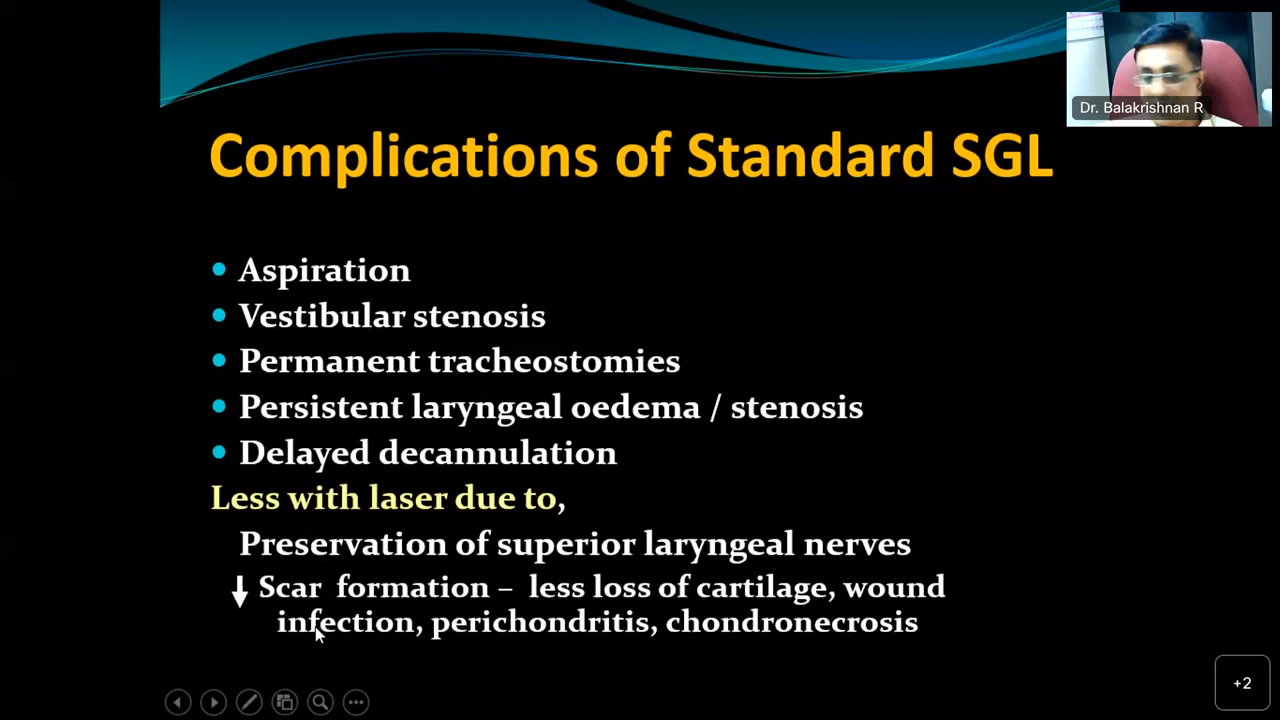 Dr. Balakrishnan R
Complications of Standard SGL
• Aspiration
• Vestibular stenosis
• Permanent tracheostomies
• Persistent laryngeal oedema / stenosis
• Delayed decannulation
Less with laser due to,
Preservation of superior laryngeal nerves
↓ Scar formation – less loss of cartilage, wound
infection, perichondritis, chondronecrosis
+2